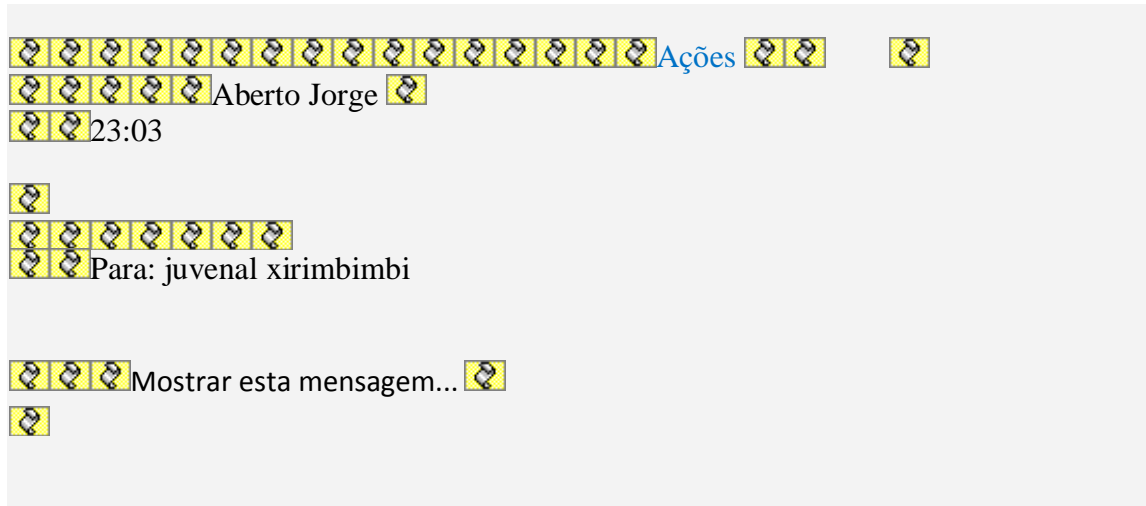 Ações
Aberto Jorge
23:03
Para: juvenal xirimbimbi
Mostrar esta mensagem...